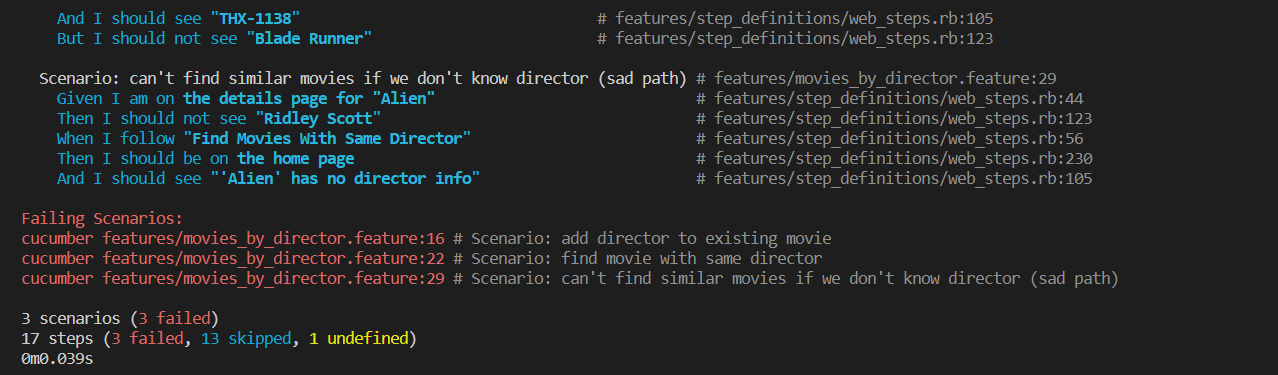 And I should see "THX-1138" # features/step_definitions/web_steps.rb:105
But I should not see "Blade Runner" # features/step_definitions/web_steps.rb:123
Scenario: can't find similar movies if we don't know director (sad path) # features/movies_by_director.feature:29
Given I am on the details page for "Alien" # features/step_definitions/web_steps.rb:44
Then I should not see "Ridley Scott" # features/step_definitions/web_steps.rb:123
When I follow "Find Movies With Same Director" # features/step_definitions/web_steps.rb:56
Then I should be on the home page # features/step_definitions/web_steps.rb:230
And I should see "'Alien' has no director info" # features/step_definitions/web_steps.rb:105
Failing Scenarios:
cucumber features/movies_by_director.feature:16 # Scenario: add director to existing movie
cucumber features/movies_by_director.feature:22 # Scenario: find movie with same director
cucumber features/movies_by_director.feature:29 # Scenario: can't find similar movies if we don't know director (sad path)
3 scenarios (3 failed)
17 steps (3 failed, 13 skipped, 1 undefined)
0m0.039s